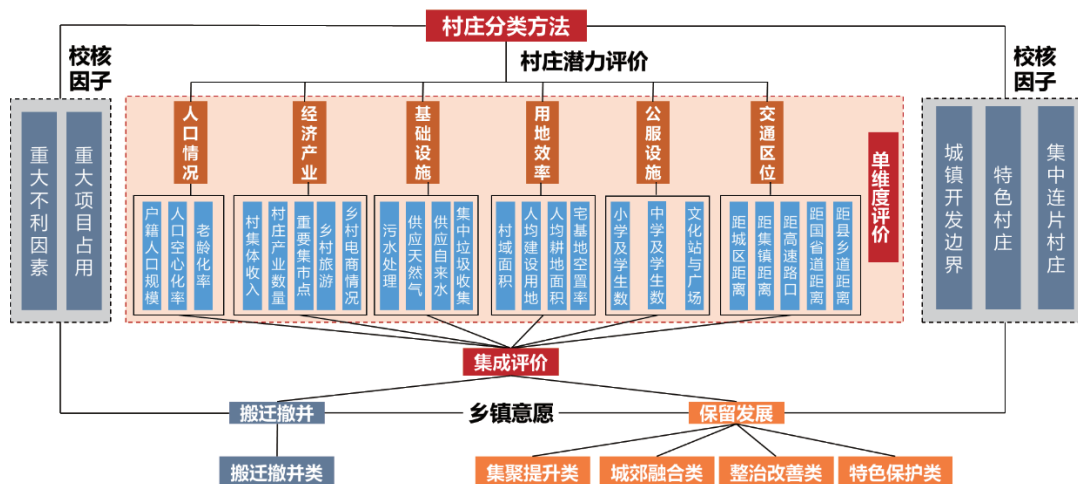 村庄分类方法
校核
因子
村庄潜力评价
校核
因子
重大不利因素
重大项目占用
人口情况
经济产业
基础设施
用地效率
公服设施
交通区位
单维度评价
户籍人口规模
人口空心化率
老龄化率
村集体收入
村庄产业数量
重要集市点
乡村旅游
乡村电商情况
污水处理
供应天然气
供应自来水
集中垃圾收集
村域面积
人均建设用地
人均耕地面积
宅基地空置率
小学及学生数
中学及学生数
文化站与广场
距城区距离
距集镇距离
距高速路口
距国省道距离
距县乡道距离
城镇开发边界
特色村庄
集中连片村庄
集成评价
搬迁撤并
乡镇意愿
保留发展
搬迁撤并类
集聚提升类
城郊融合类
整治改善类
特色保护类